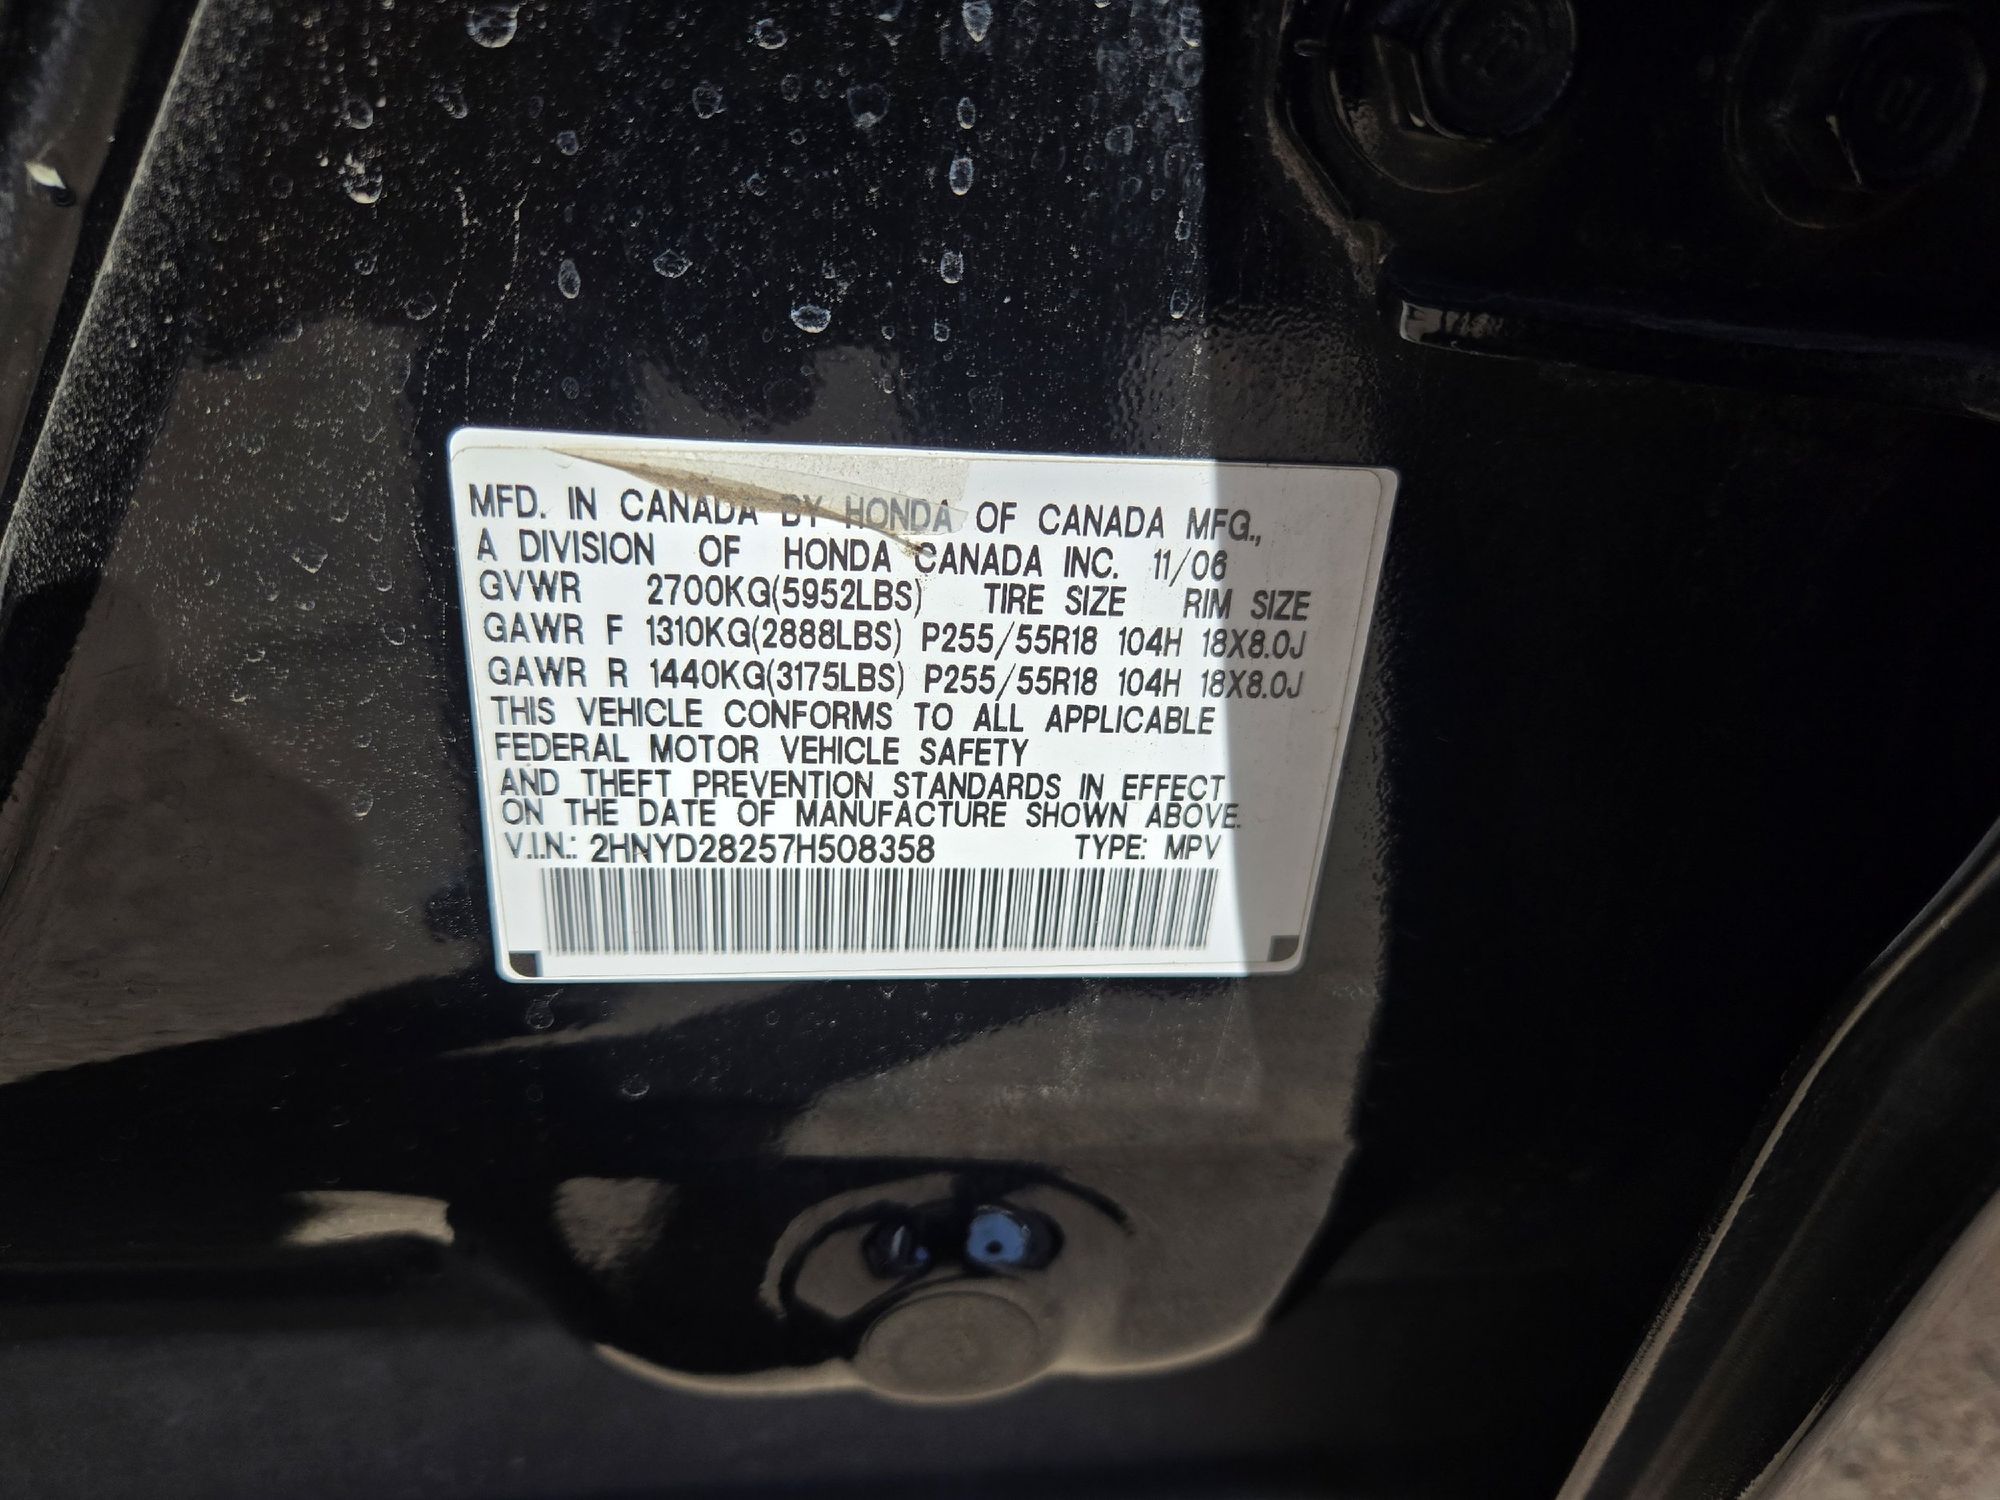 MFD. IN CANADA BY HONDA OF CANADA MFG.,
A DIVISION OF HONDA CANADA INC. 11/06
GVWR 2700KG(5952LBS) TIRE SIZE RIM SIZE
GAWR F 1310KG(2888LBS) P255/55R18 104H 18X8.0J
GAWR R 1440KG(3175LBS) P255/55R18 104H 18X8.0J
THIS VEHICLE CONFORMS TO ALL APPLICABLE
FEDERAL MOTOR VEHICLE SAFETY
AND THEFT PREVENTION STANDARDS IN EFFECT
ON THE DATE OF MANUFACTURE SHOWN ABOVE.
V.I.N.: 2HNYD28257H508358 TYPE: MPV